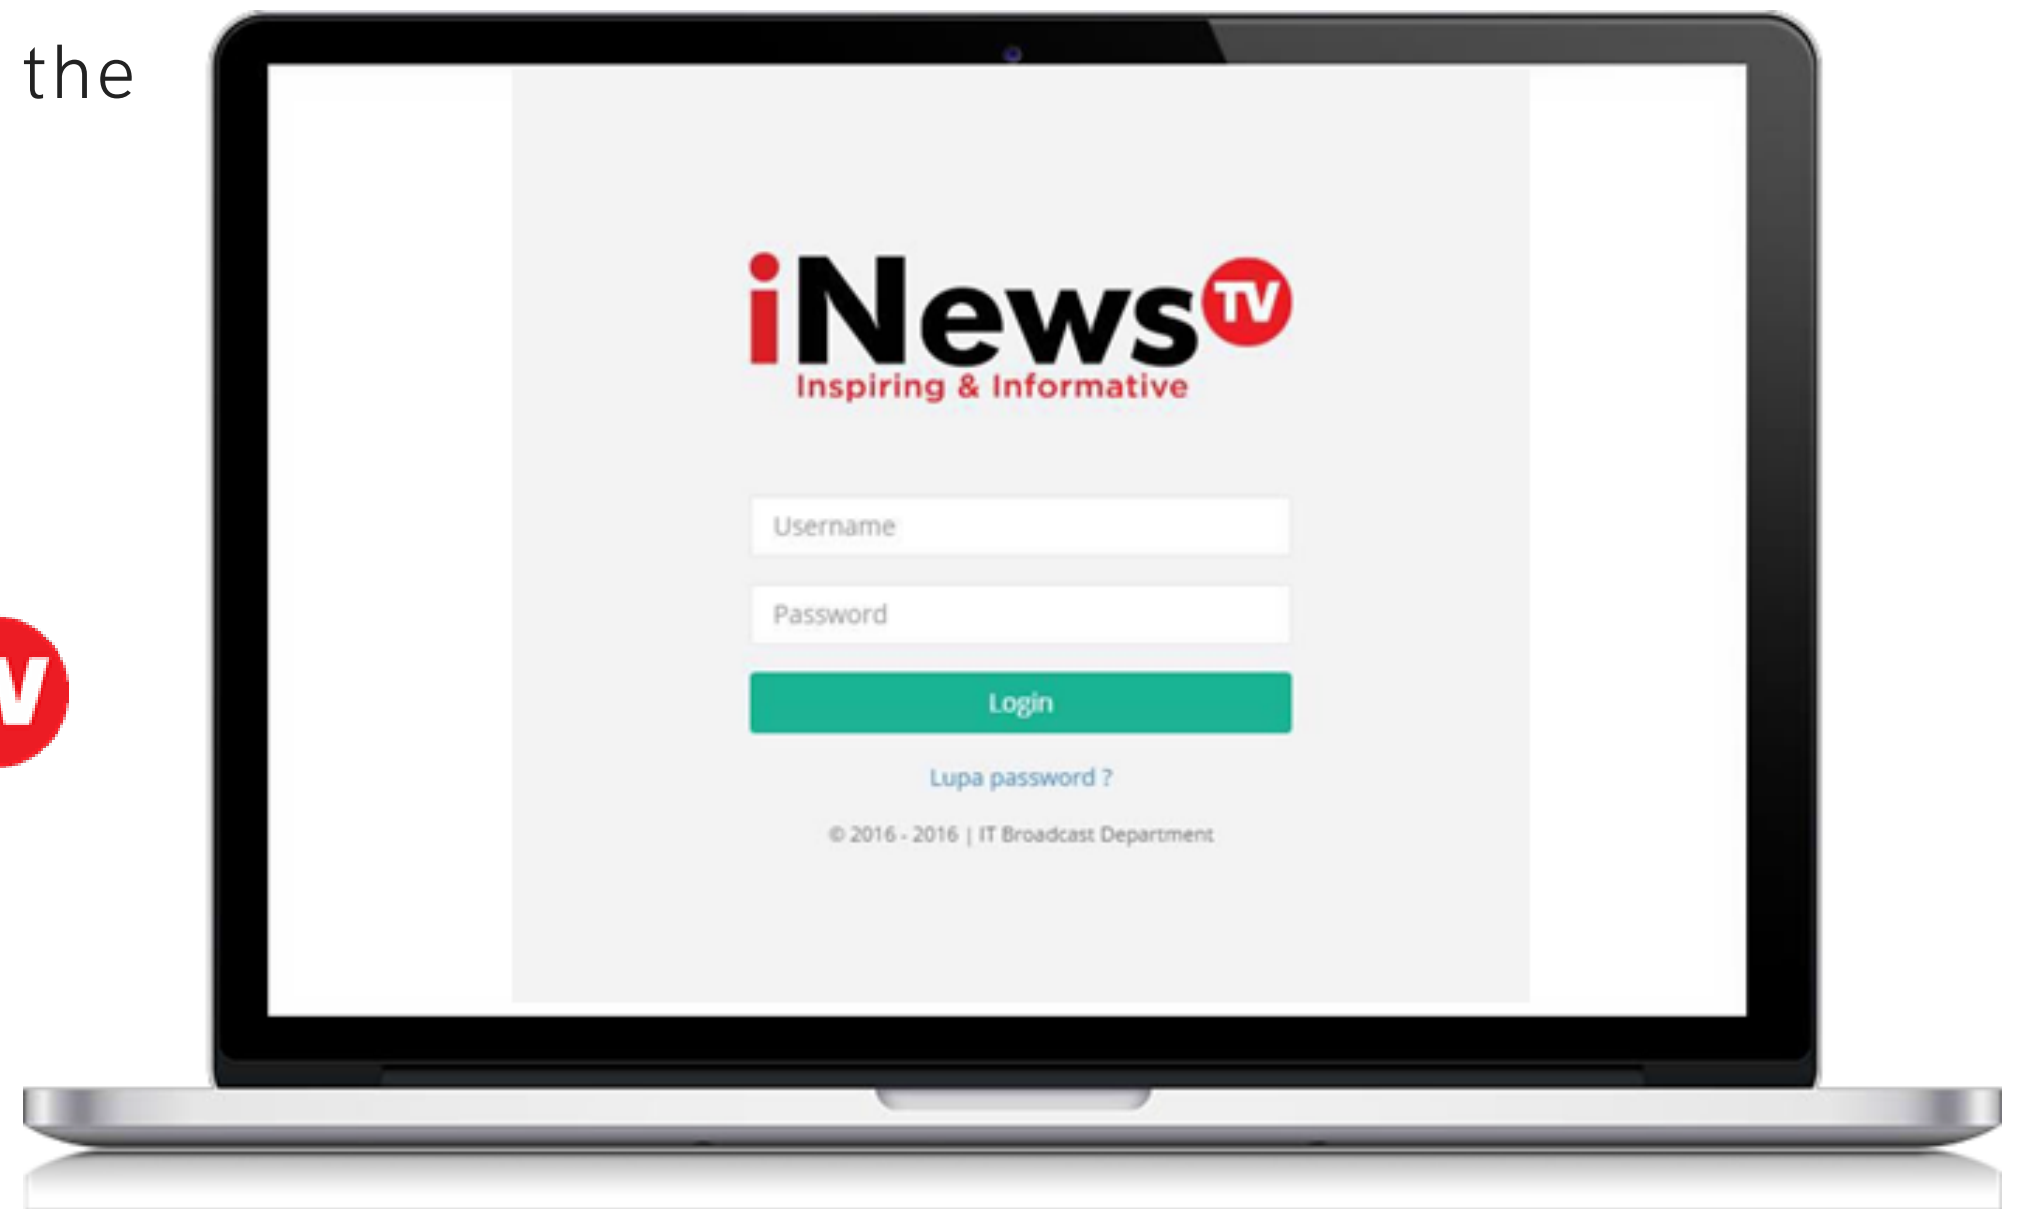 the
iNews TV
Inspiring & Informative
Username
Password
V
Login
Lupa password ?
© 2016 - 2016 | IT Broadcast Department